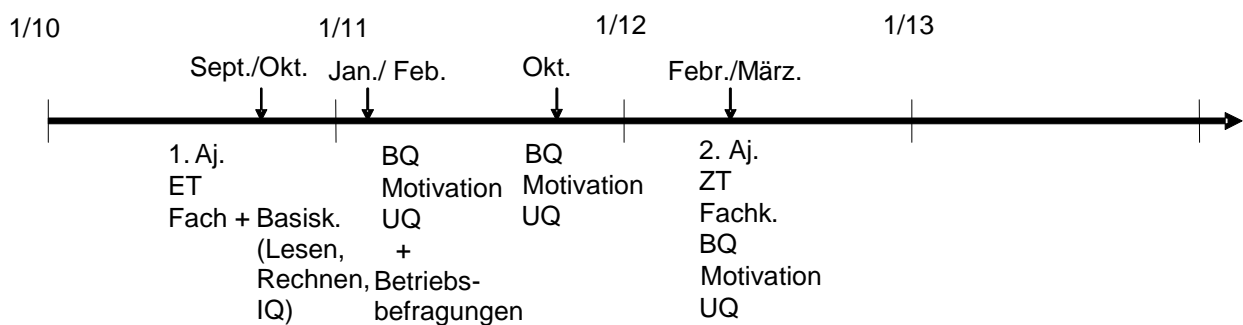 1/10 1/11 1/12 1/13
Sept./Okt. Jan./ Feb. Okt. Febr./März.
1. Aj.
ET
Fach + Basisk.
(Lesen,
Rechnen,
IQ)
BQ
Motivation
UQ
+
Betriebs-
befragungen
BQ
Motivation
UQ
2. Aj.
ZT
Fachk.
BQ
Motivation
UQ